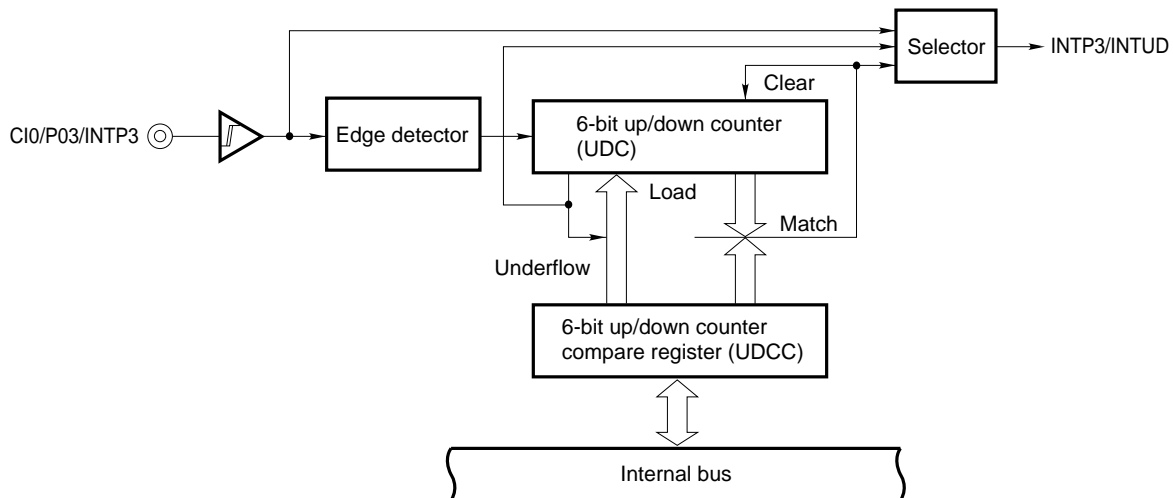 Selector
INTP3/INTUD
Clear
CI0/P03/INTP3
Edge detector
6-bit up/down counter
(UDC)
Load
Match
Underflow
6-bit up/down counter
compare register (UDCC)
Internal bus